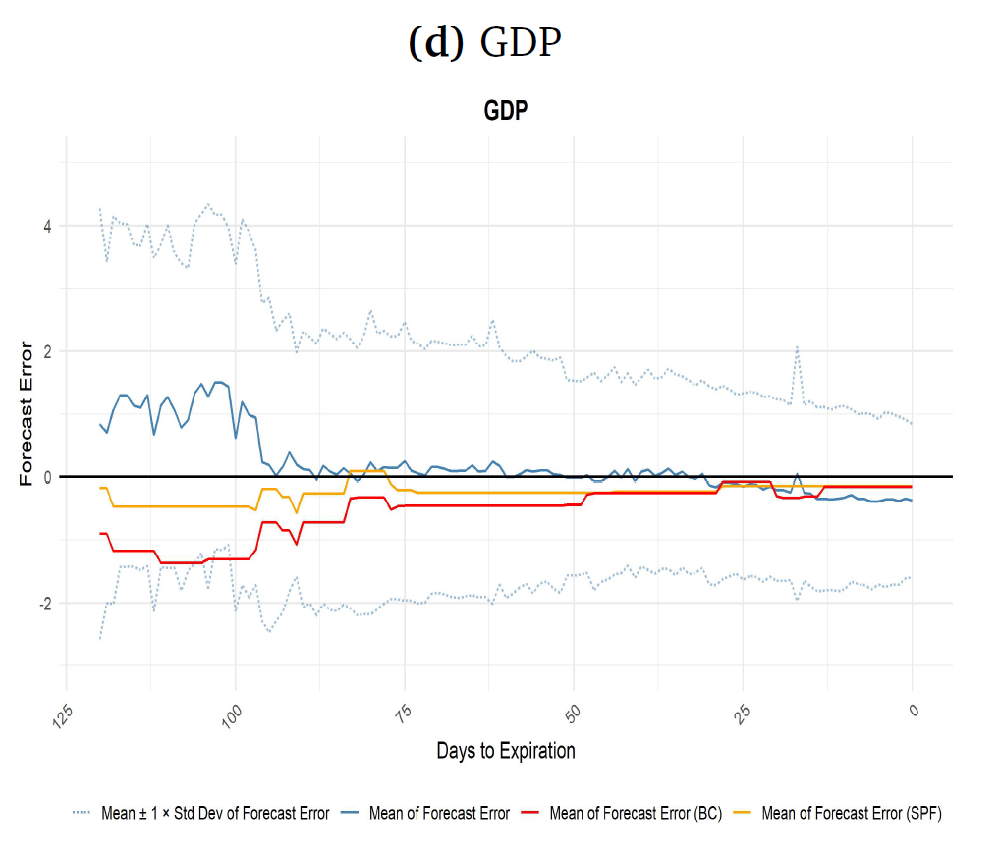 (d) GDP
GDP
Forecast Error
4
2
0
-2
125
100
75
50
25
0
Days to Expiration
Mean ± 1 × Std Dev of Forecast Error
Mean of Forecast Error
Mean of Forecast Error (BC)
Mean of Forecast Error (SPF)